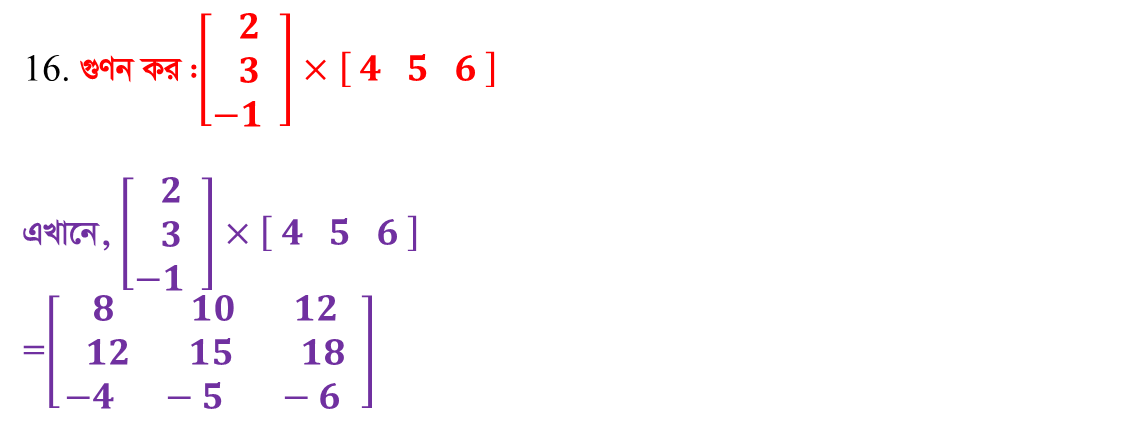 16. গুণন কর : [ 2 3 −1 ] × [ 4 5 6 ]
এখানে, [ 2 3 −1 ] × [ 4 5 6 ]
= [ 8 10 12
12 15 18
−4 − 5 − 6 ]